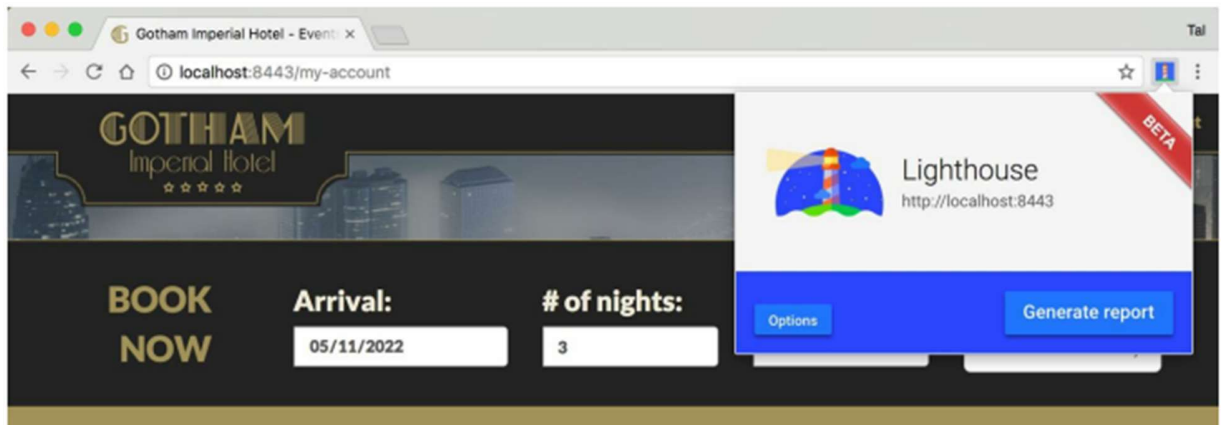 Gotham Imperial Hotel - Event
Tal
localhost:8443/my-account
GOTHAM
Imperial Hotel
BETA
Lighthouse
http://localhost:8443
BOOK
NOW
Arrival:
# of nights:
05/11/2022
3
Options
Generate report